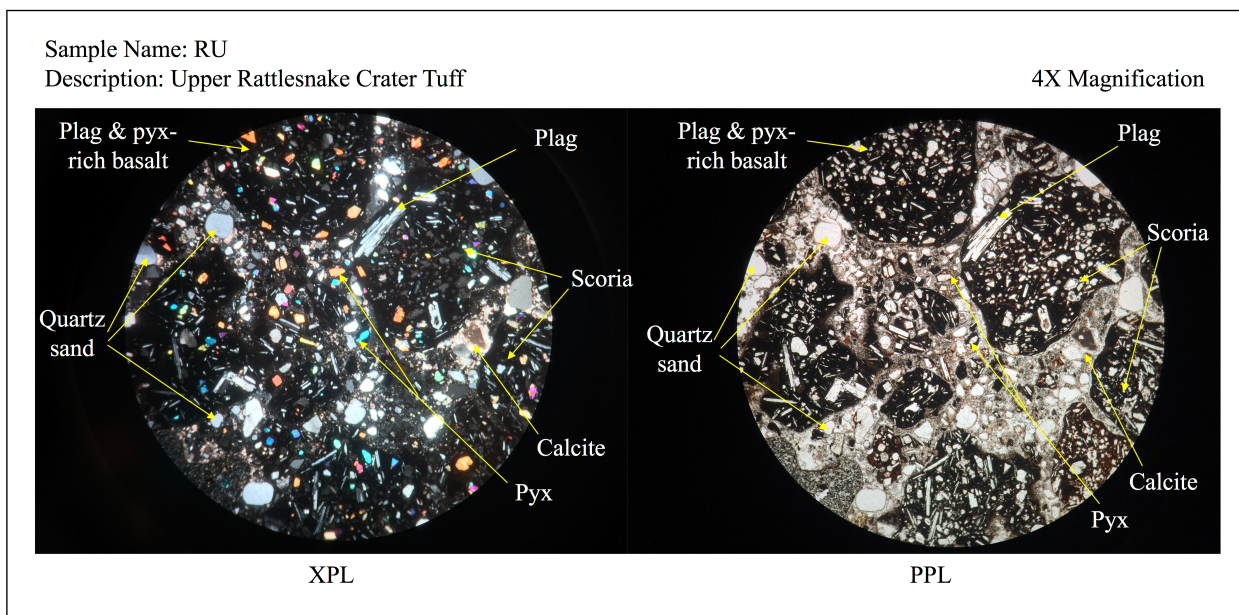 Sample Name: RU
Description: Upper Rattlesnake Crater Tuff
4X Magnification
Plag & pyx-
rich basalt
Plag
Scoria
Quartz
sand
Calcite
Pyx
XPL
Plag & pyx-
rich basalt
Plag
Scoria
Quartz
sand
Calcite
Pyx
PPL